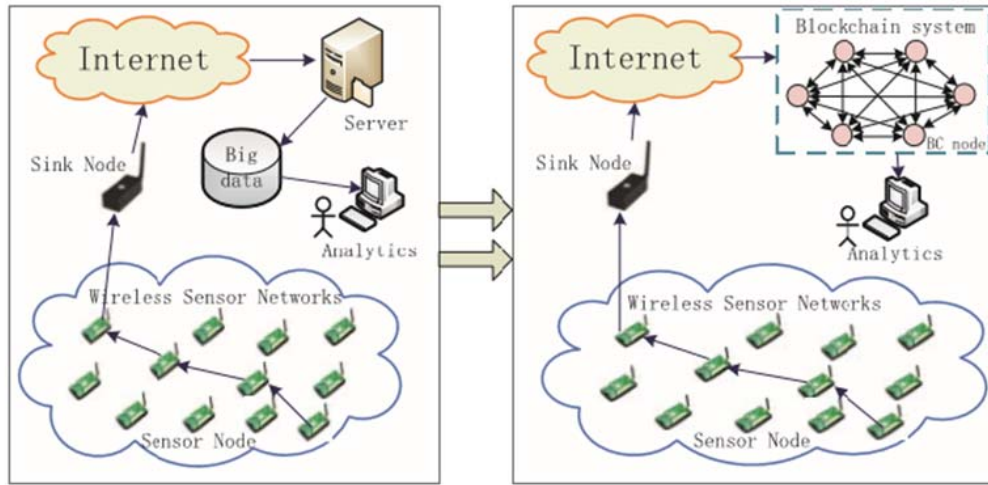 Internet
Server
Sink Node
Big
data
Analytics
Wireless Sensor Networks
Sensor Node
Blockchain system
Internet
BC node
Sink Node
Analytics
Wireless Sensor Networks
Sensor Node